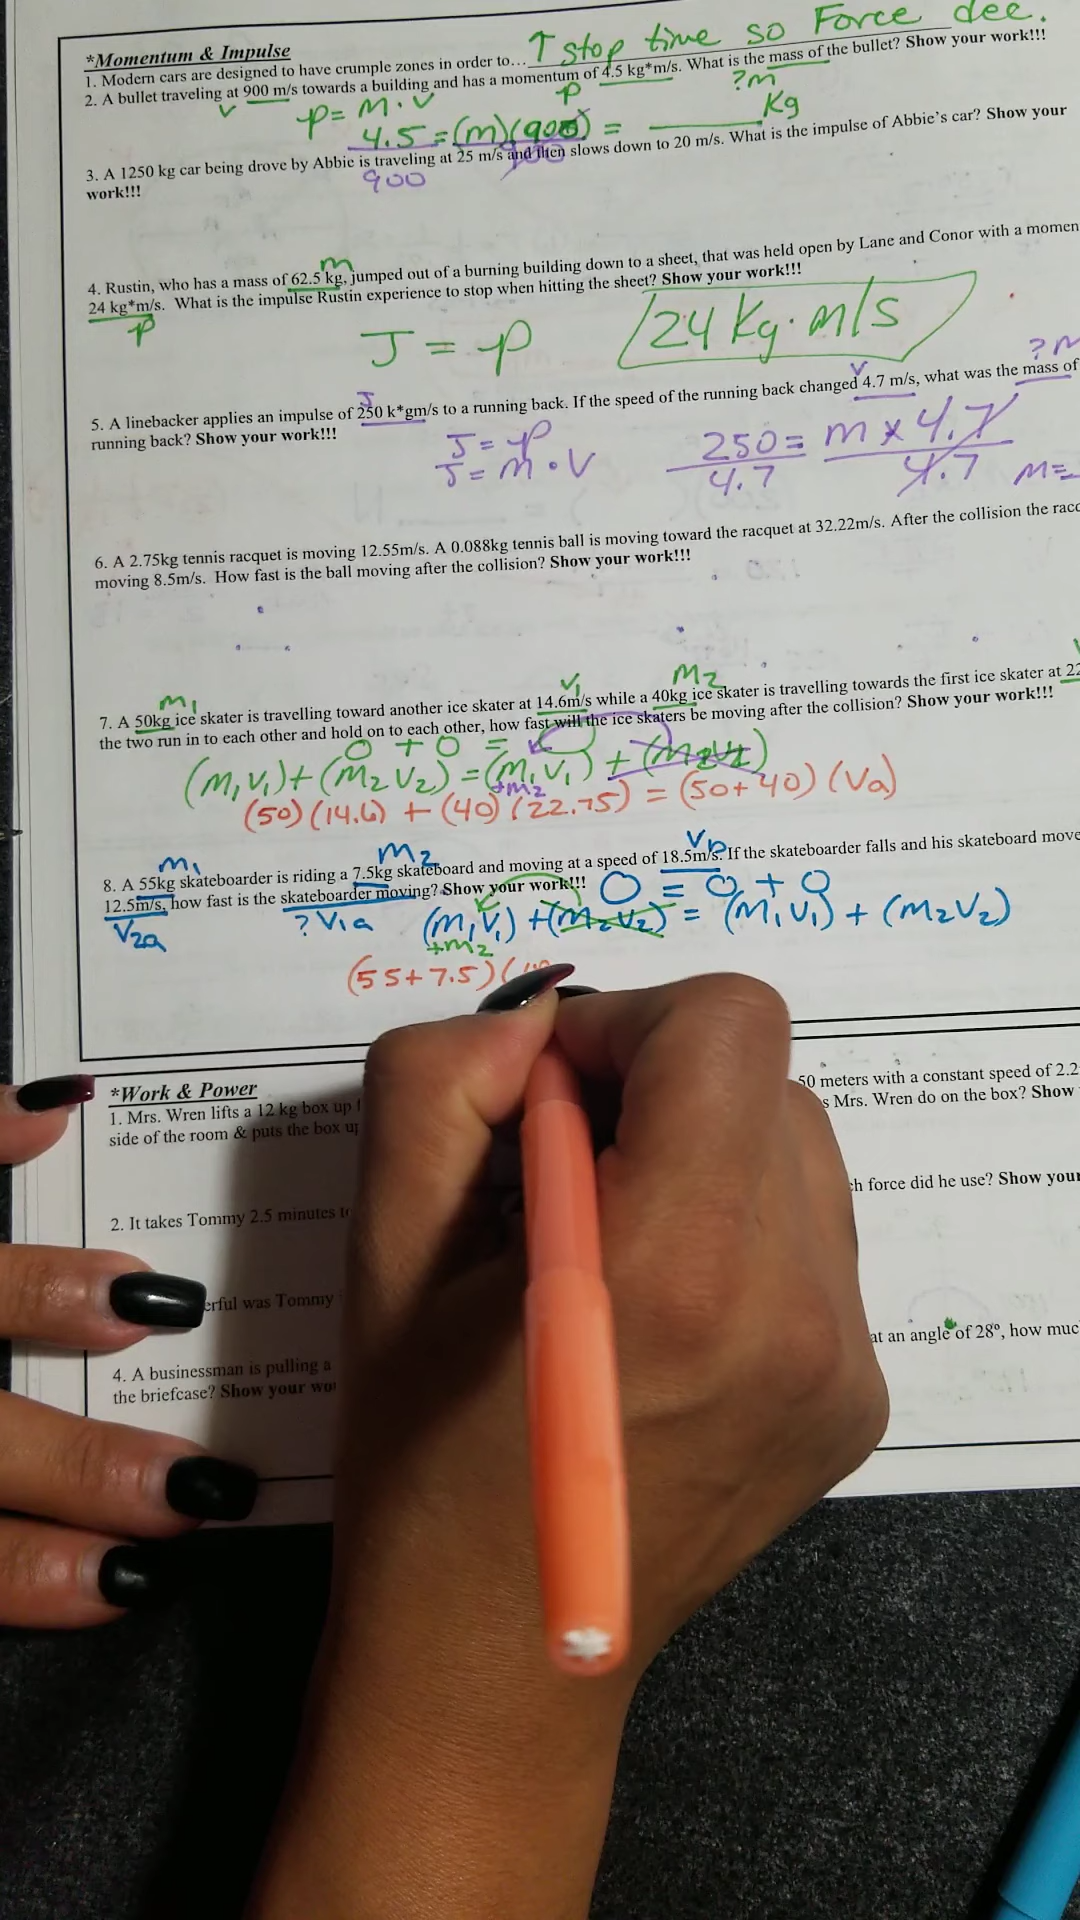 ↑ stop time so Force dec.
*Momentum & Impulse
1. Modern cars are designed to have crumple zones in order to…
2. A bullet traveling at 900 m/s towards a building and has a momentum of 4.5 kg*m/s. What is the mass of the bullet? Show your work!!!
v p ?m
p = m · v
4.5 = (m)(900) = ______ Kg
900
3. A 1250 kg car being drove by Abbie is traveling at 25 m/s and then slows down to 20 m/s. What is the impulse of Abbie's car? Show your
900
work!!!
m
4. Rustin, who has a mass of 62.5 kg, jumped out of a burning building down to a sheet, that was held open by Lane and Conor with a momen
24 kg*m/s. What is the impulse Rustin experience to stop when hitting the sheet? Show your work!!!
p
J = p 24 Kg·m/s
J v ?m
5. A linebacker applies an impulse of 250 k*gm/s to a running back. If the speed of the running back changed 4.7 m/s, what was the mass of
running back? Show your work!!!
J = p 250 = m x 4.7
J = m · v 4.7 4.7 m=
6. A 2.75kg tennis racquet is moving 12.55m/s. A 0.088kg tennis ball is moving toward the racquet at 32.22m/s. After the collision the racq
moving 8.5m/s. How fast is the ball moving after the collision? Show your work!!!
m1 v1 m2
7. A 50kg ice skater is travelling toward another ice skater at 14.6m/s while a 40kg ice skater is travelling towards the first ice skater at 22
the two run in to each other and hold on to each other, how fast will the ice skaters be moving after the collision? Show your work!!!
0 + 0 =
(m1v1)+(m2v2)=(m1v1)+(m2v2)
+m2
(50)(14.6) + (40)(22.75) = (50+40)(va)
m1 m2 vb
8. A 55kg skateboarder is riding a 7.5kg skateboard and moving at a speed of 18.5m/s. If the skateboarder falls and his skateboard move
12.5m/s, how fast is the skateboarder moving? Show your work!!! 0 = 0 + 0
v2a ?v1a (m1v1)+(m2v2) = (m1v1) + (m2v2)
+m2
(55+7.5)(
*Work & Power
1. Mrs. Wren lifts a 12 kg box up 50 meters with a constant speed of 2.2
side of the room & puts the box up s Mrs. Wren do on the box? Show
2. It takes Tommy 2.5 minutes to ch force did he use? Show your
erful was Tommy
4. A businessman is pulling a at an angle of 28º, how muc
the briefcase? Show your wo